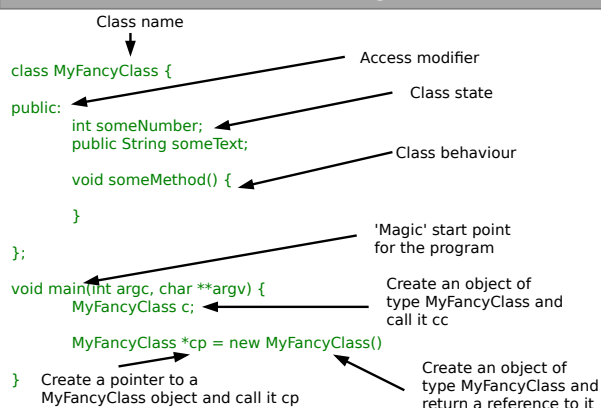 Class name
class MyFancyClass {
Access modifier
public:
Class state
int someNumber;
public String someText;
Class behaviour
void someMethod() {
}
};
'Magic' start point
for the program
void main(int argc, char **argv) {
MyFancyClass c;
Create an object of
type MyFancyClass and
call it cc
MyFancyClass *cp = new MyFancyClass()
}
Create a pointer to a
MyFancyClass object and call it cp
Create an object of
type MyFancyClass and
return a reference to it